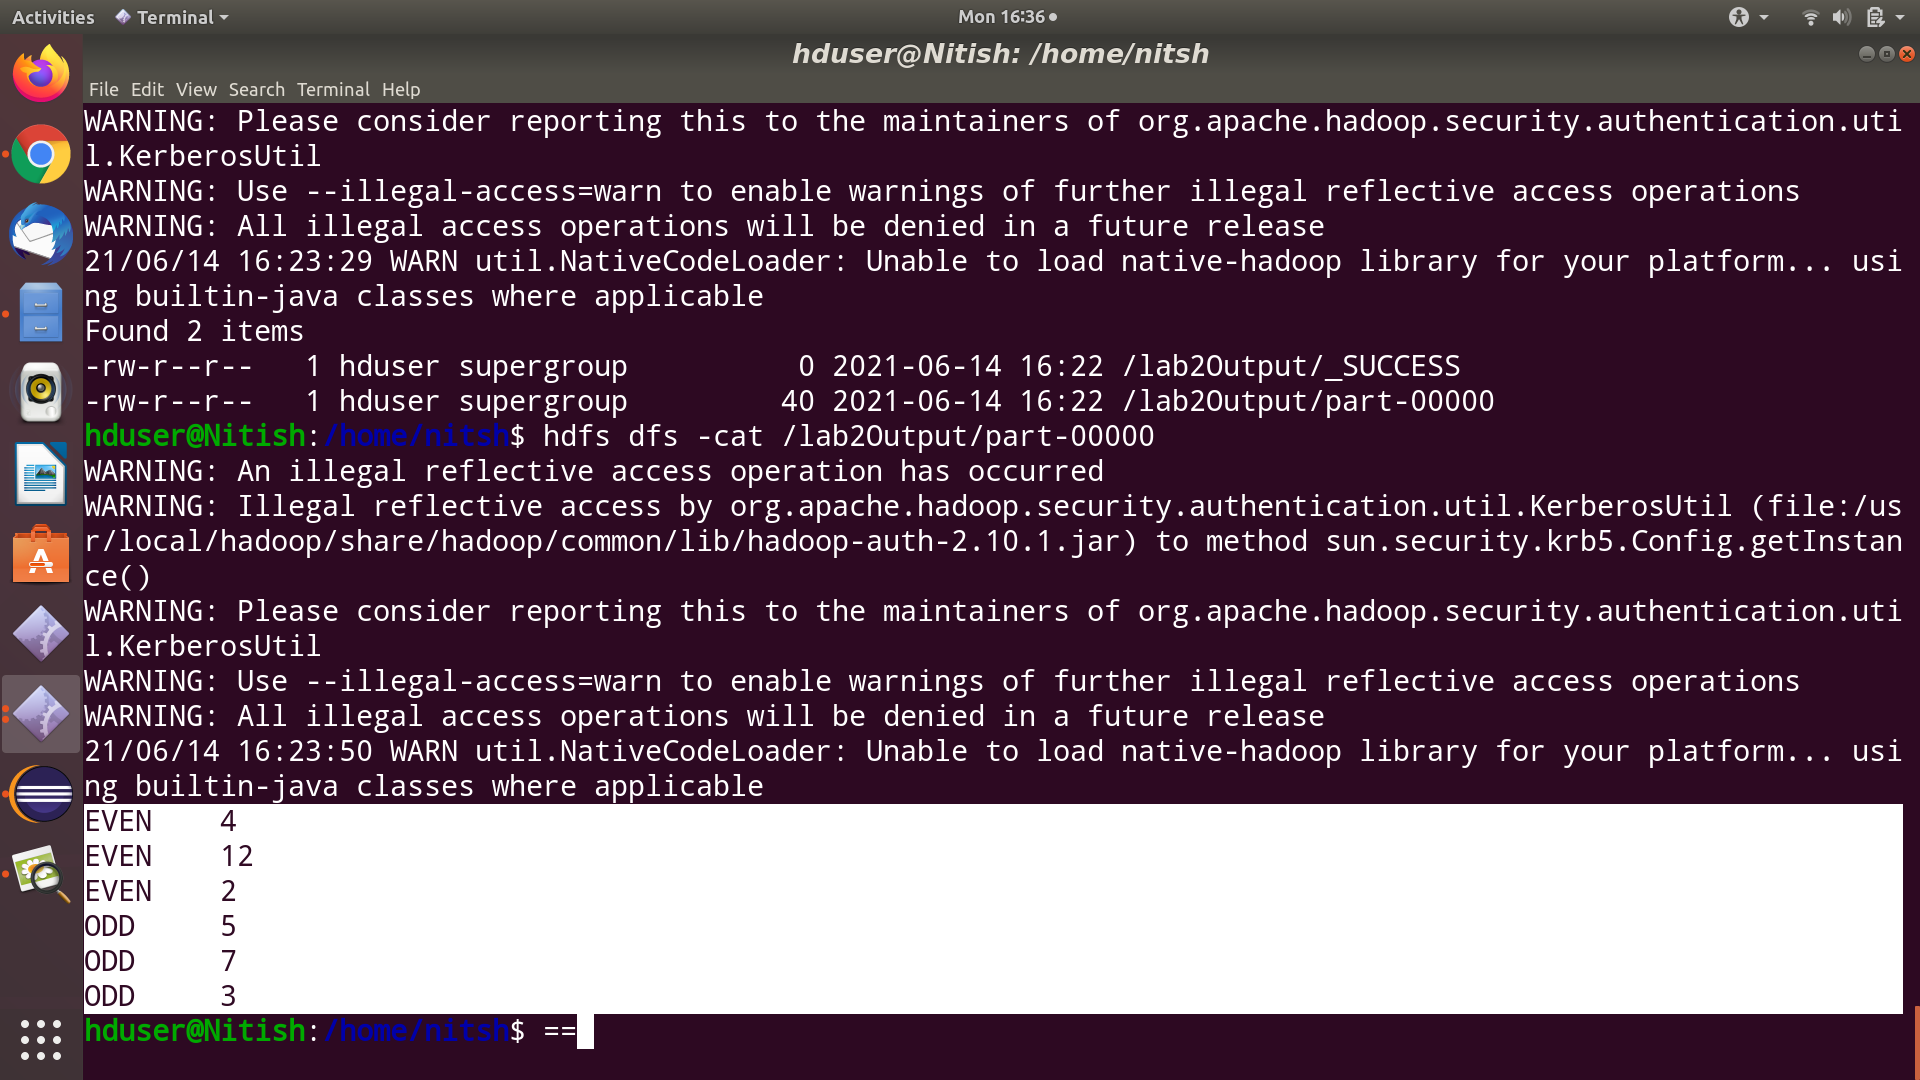 Activities Terminal Mon 16:36
hduser@Nitish: /home/nitsh
File Edit View Search Terminal Help
WARNING: Please consider reporting this to the maintainers of org.apache.hadoop.security.authentication.uti
l.KerberosUtil
WARNING: Use --illegal-access=warn to enable warnings of further illegal reflective access operations
WARNING: All illegal access operations will be denied in a future release
21/06/14 16:23:29 WARN util.NativeCodeLoader: Unable to load native-hadoop library for your platform... usi
ng builtin-java classes where applicable
Found 2 items
-rw-r--r--   1 hduser supergroup          0 2021-06-14 16:22 /lab2Output/_SUCCESS
-rw-r--r--   1 hduser supergroup         40 2021-06-14 16:22 /lab2Output/part-00000
hduser@Nitish:/home/nitsh$ hdfs dfs -cat /lab2Output/part-00000
WARNING: An illegal reflective access operation has occurred
WARNING: Illegal reflective access by org.apache.hadoop.security.authentication.util.KerberosUtil (file:/us
r/local/hadoop/share/hadoop/common/lib/hadoop-auth-2.10.1.jar) to method sun.security.krb5.Config.getInstan
ce()
WARNING: Please consider reporting this to the maintainers of org.apache.hadoop.security.authentication.uti
l.KerberosUtil
WARNING: Use --illegal-access=warn to enable warnings of further illegal reflective access operations
WARNING: All illegal access operations will be denied in a future release
21/06/14 16:23:50 WARN util.NativeCodeLoader: Unable to load native-hadoop library for your platform... usi
ng builtin-java classes where applicable
EVEN	4
EVEN	12
EVEN	2
ODD	5
ODD	7
ODD	3
hduser@Nitish:/home/nitsh$ ==